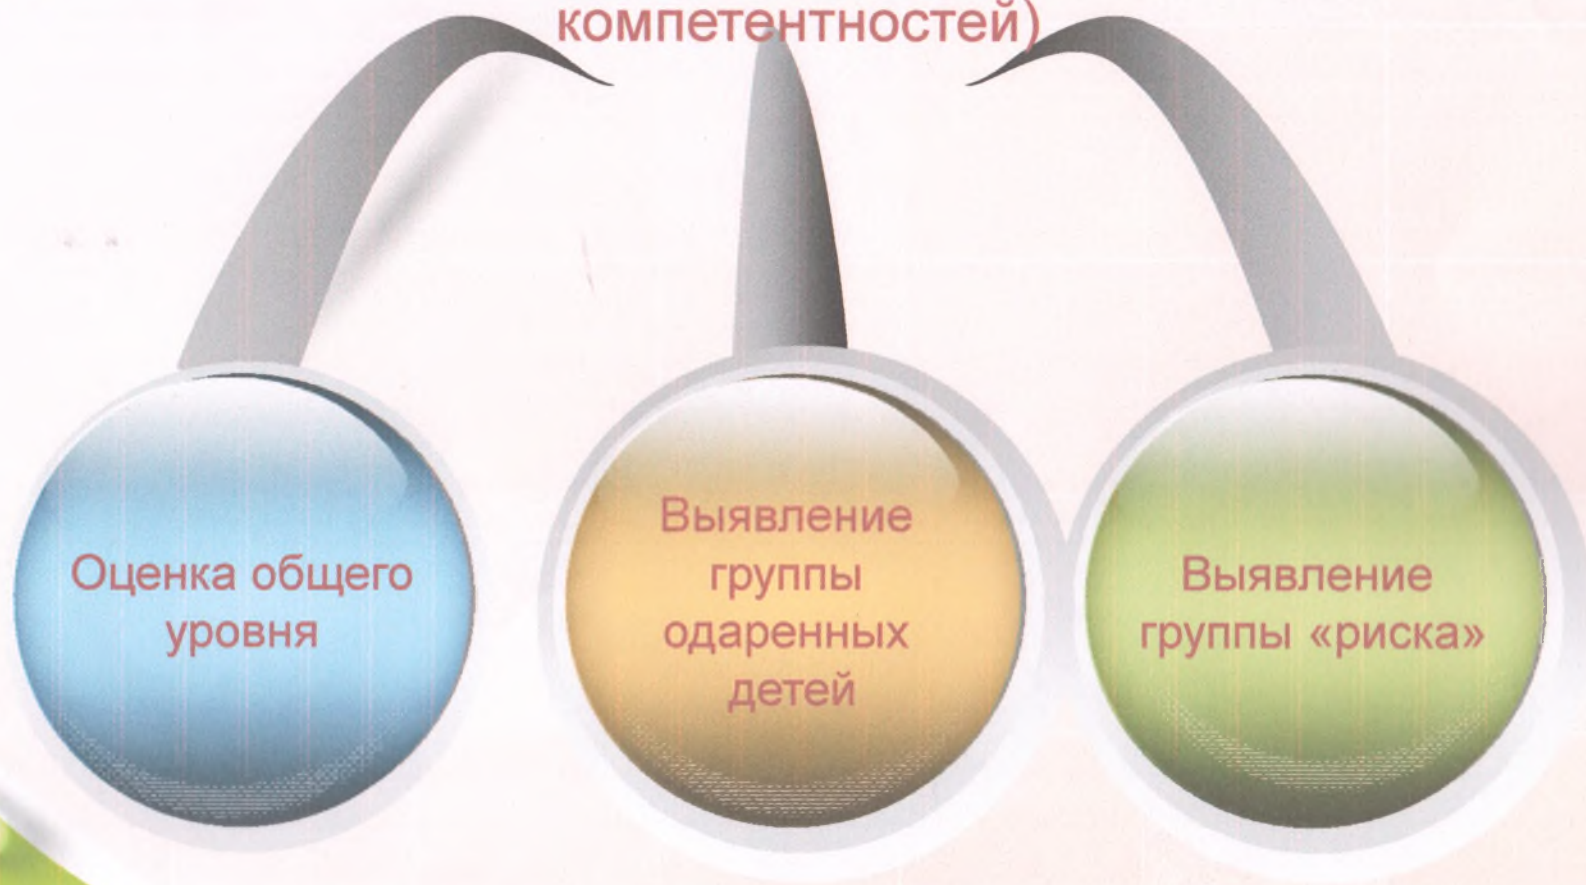 компетентностей)
Оценка общего
уровня
Выявление
группы
одаренных
детей
Выявление
группы «риска»